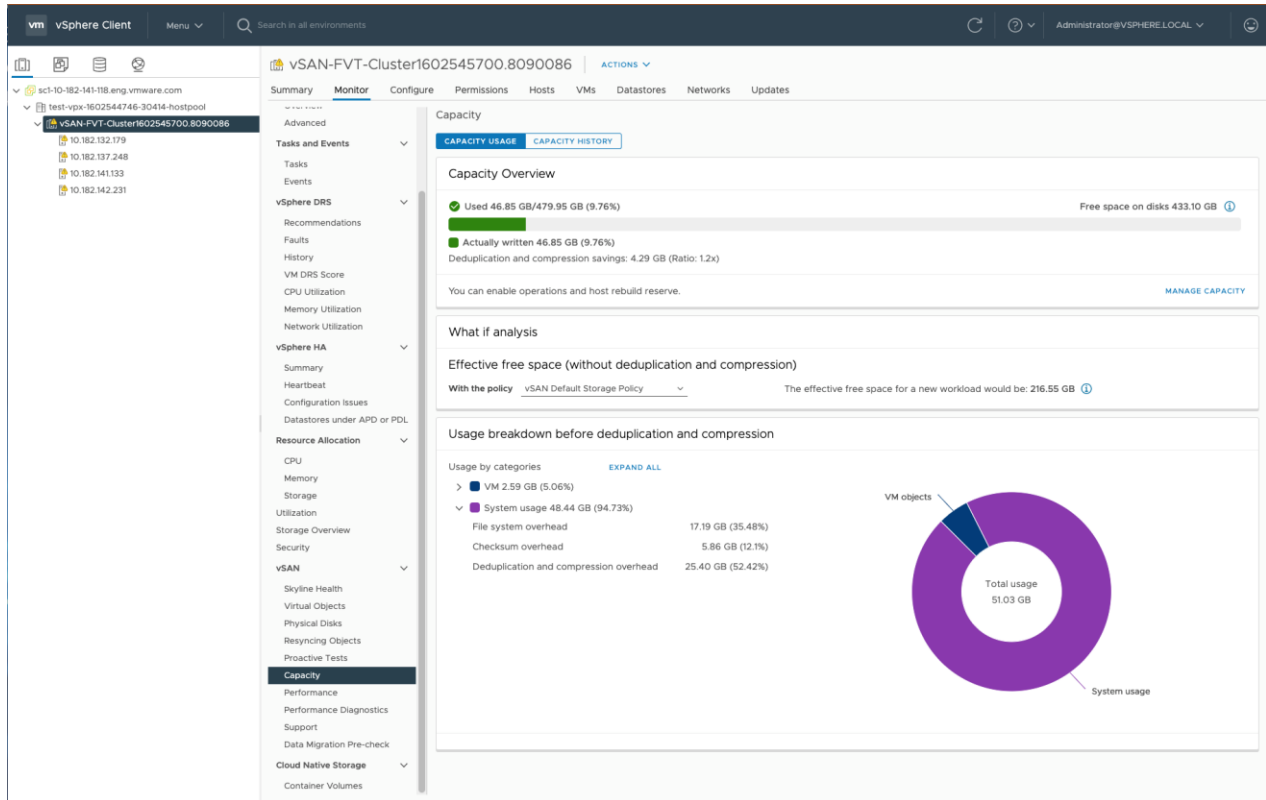 vm vSphere Client Menu Search in all environments Administrator@VSPHERE.LOCAL
sc1-10-182-141-118.eng.vmware.com
test-vpx-1602544746-30414-hostpool
vSAN-FVT-Cluster1602545700.8090086
10.182.132.179
10.182.137.248
10.182.141.133
10.182.142.231
vSAN-FVT-Cluster1602545700.8090086 ACTIONS
Summary Monitor Configure Permissions Hosts VMs Datastores Networks Updates
Advanced
Tasks and Events
Tasks
Events
vSphere DRS
Recommendations
Faults
History
VM DRS Score
CPU Utilization
Memory Utilization
Network Utilization
vSphere HA
Summary
Heartbeat
Configuration Issues
Datastores under APD or PDL
Resource Allocation
CPU
Memory
Storage
Utilization
Storage Overview
Security
vSAN
Skyline Health
Virtual Objects
Physical Disks
Resyncing Objects
Proactive Tests
Capacity
Performance
Performance Diagnostics
Support
Data Migration Pre-check
Cloud Native Storage
Container Volumes
Capacity
CAPACITY USAGE CAPACITY HISTORY
Capacity Overview
Used 46.85 GB/479.95 GB (9.76%) Free space on disks 433.10 GB
Actually written 46.85 GB (9.76%)
Deduplication and compression savings: 4.29 GB (Ratio: 1.2x)
You can enable operations and host rebuild reserve. MANAGE CAPACITY
What if analysis
Effective free space (without deduplication and compression)
With the policy vSAN Default Storage Policy The effective free space for a new workload would be: 216.55 GB
Usage breakdown before deduplication and compression
Usage by categories EXPAND ALL
VM 2.59 GB (5.06%)
System usage 48.44 GB (94.73%)
File system overhead 17.19 GB (35.48%)
Checksum overhead 5.86 GB (12.1%)
Deduplication and compression overhead 25.40 GB (52.42%)
VM objects
Total usage
51.03 GB
System usage